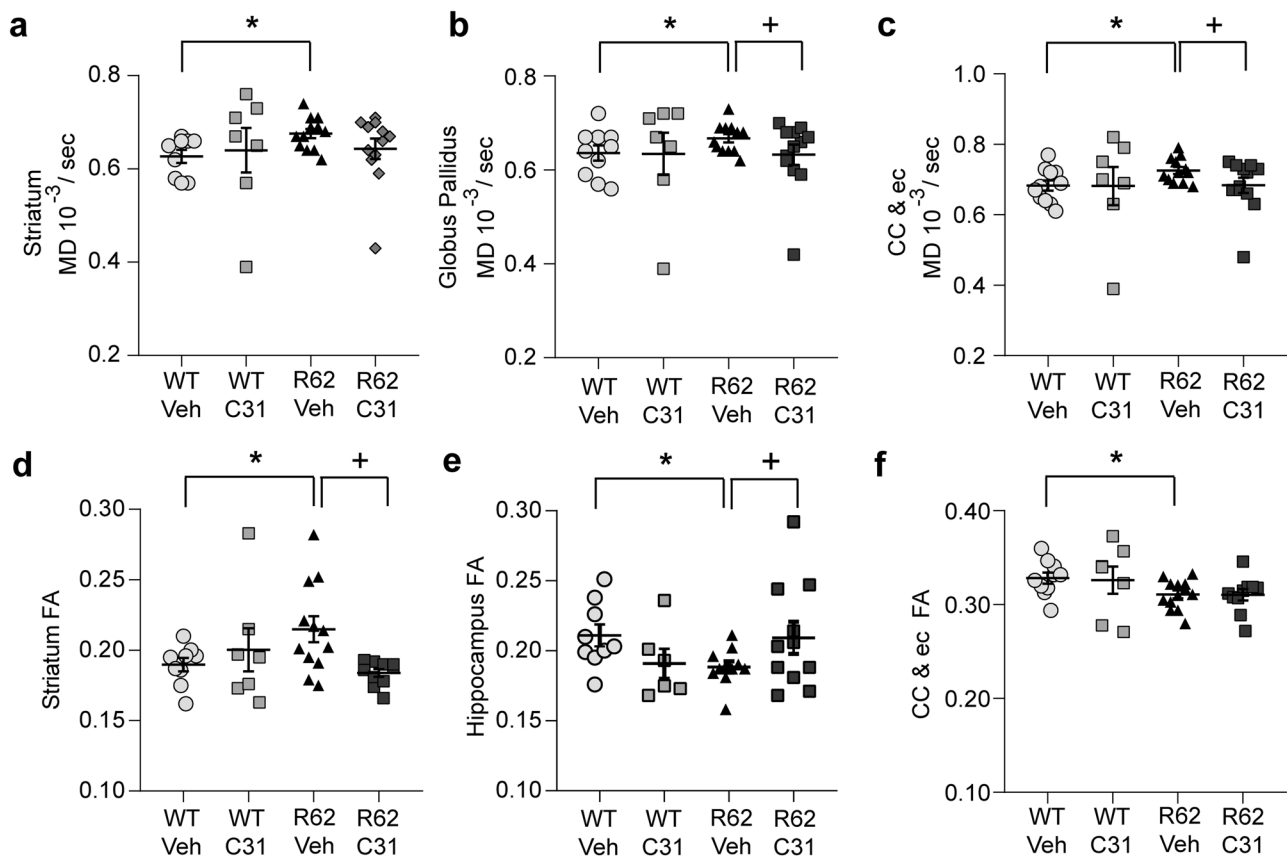 a
*
Striatum
MD 10⁻³/ sec
0.8
0.6
0.4
0.2
WT
Veh
WT
C31
R62
Veh
R62
C31
b
*
+
Globus Pallidus
MD 10⁻³/ sec
0.8
0.6
0.4
0.2
WT
Veh
WT
C31
R62
Veh
R62
C31
c
*
+
CC & ec
MD 10⁻³/ sec
1.0
0.8
0.6
0.4
0.2
WT
Veh
WT
C31
R62
Veh
R62
C31
d
*
+
Striatum FA
0.30
0.25
0.20
0.15
0.10
WT
Veh
WT
C31
R62
Veh
R62
C31
e
*
+
Hippocampus FA
0.30
0.25
0.20
0.15
0.10
WT
Veh
WT
C31
R62
Veh
R62
C31
f
*
CC & ec FA
0.40
0.30
0.20
0.10
WT
Veh
WT
C31
R62
Veh
R62
C31